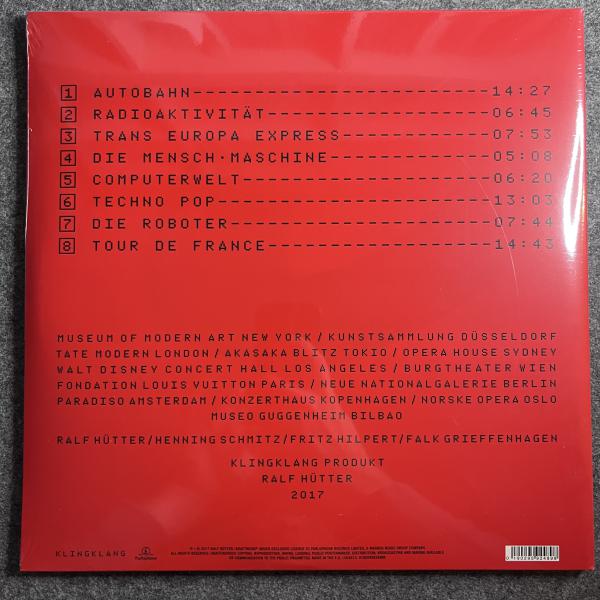 1 AUTOBAHN--------------------------14:27
2 RADIOAKTIVITÄT--------------------06:45
3 TRANS EUROPA EXPRESS-------------07:53
4 DIE MENSCH·MASCHINE--------------05:08
5 COMPUTERWELT----------------------06:20
6 TECHNO POP------------------------13:03
7 DIE ROBOTER-----------------------07:44
8 TOUR DE FRANCE--------------------14:43
MUSEUM OF MODERN ART NEW YORK / KUNSTSAMMLUNG DÜSSELDORF
TATE MODERN LONDON / AKASAKA BLITZ TOKIO / OPERA HOUSE SYDNEY
WALT DISNEY CONCERT HALL LOS ANGELES / BURGTHEATER WIEN
FONDATION LOUIS VUITTON PARIS / NEUE NATIONALGALERIE BERLIN
PARADISO AMSTERDAM / KONZERTHAUS KOPENHAGEN / NORSKE OPERA OSLO
MUSEO GUGGENHEIM BILBAO
RALF HÜTTER/HENNING SCHMITZ/FRITZ HILPERT/FALK GRIEFFENHAGEN
KLINGKLANG PRODUKT
RALF HÜTTER
2017
KLINGKLANG
Parlophone